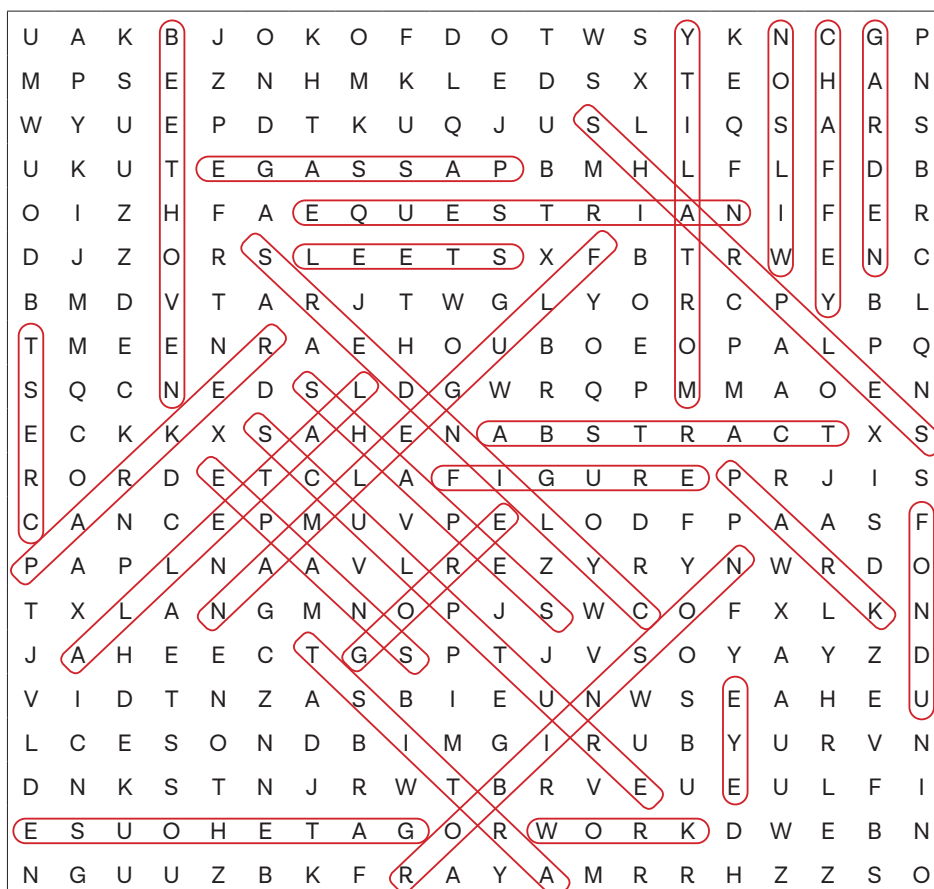 U A K B J O K O F D O T W S Y K N C G P
M P S E Z N H M K L E D S X T E O H A N
W Y U E P D T K U Q J U S L I Q S A R S
U K U T E G A S S A P B M H L F L F D B
O I Z H F A E Q U E S T R I A N I F E R
D J Z O R S L E E T S X F B T R W E N C
B M D V T A R J T W G L Y O R C P Y B L
T M E E N R A E H O U B O E O P A L P Q
S Q C N E D S L D G W R Q P M M A O E N
E C K K X S A H E N A B S T R A C T X S
R O R D E T C L A F I G U R E P R J I S
C A N C E P M U V P E L O D F P A A S F
P A P L N A A V L R E Z Y R Y N W R D O
T X L A N G M N O P J S W C O F X L K N
J A H E E C T G S P T J V S O Y A Y Z D
V I D T N Z A S B I E U N W S E A H E U
L C E S O N D B I M G I R U B Y U R V N
D N K S T N J R W T B R V E U E U L F I
E S U O H E T A G O R W O R K D W E B N
N G U U Z B K F R A Y A M R R H Z Z S O